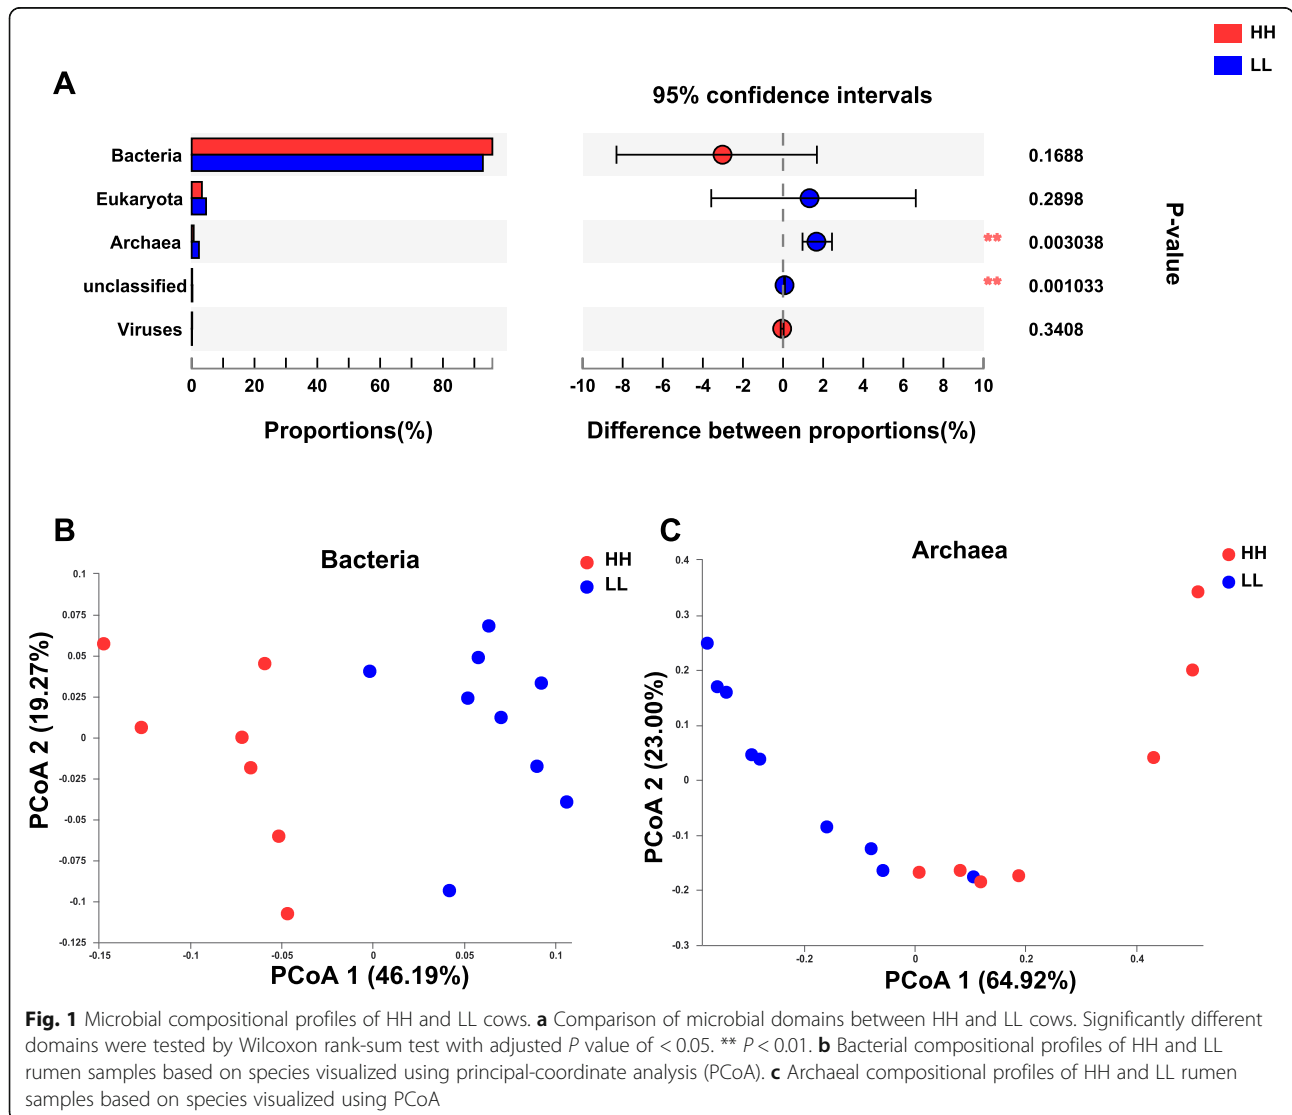 HH
LL
A
95% confidence intervals
Bacteria
0.1688
Eukaryota
0.2898
Archaea
** 0.003038
unclassified
** 0.001033
Viruses
0.3408
P-value
0 20 40 60 80
-10 -8 -6 -4 -2 0 2 4 6 8 10
Proportions(%)
Difference between proportions(%)
B
Bacteria
HH
LL
0.1
0.075
0.05
0.025
0
-0.025
-0.05
-0.075
-0.1
-0.125
PCoA 2 (19.27%)
-0.15 -0.1 -0.05 0 0.05 0.1
PCoA 1 (46.19%)
C
Archaea
HH
LL
0.4
0.3
0.2
0.1
0
-0.1
-0.2
-0.3
PCoA 2 (23.00%)
-0.2 0 0.2 0.4
PCoA 1 (64.92%)
Fig. 1 Microbial compositional profiles of HH and LL cows. a Comparison of microbial domains between HH and LL cows. Significantly different
domains were tested by Wilcoxon rank-sum test with adjusted P value of < 0.05. ** P < 0.01. b Bacterial compositional profiles of HH and LL
rumen samples based on species visualized using principal-coordinate analysis (PCoA). c Archaeal compositional profiles of HH and LL rumen
samples based on species visualized using PCoA